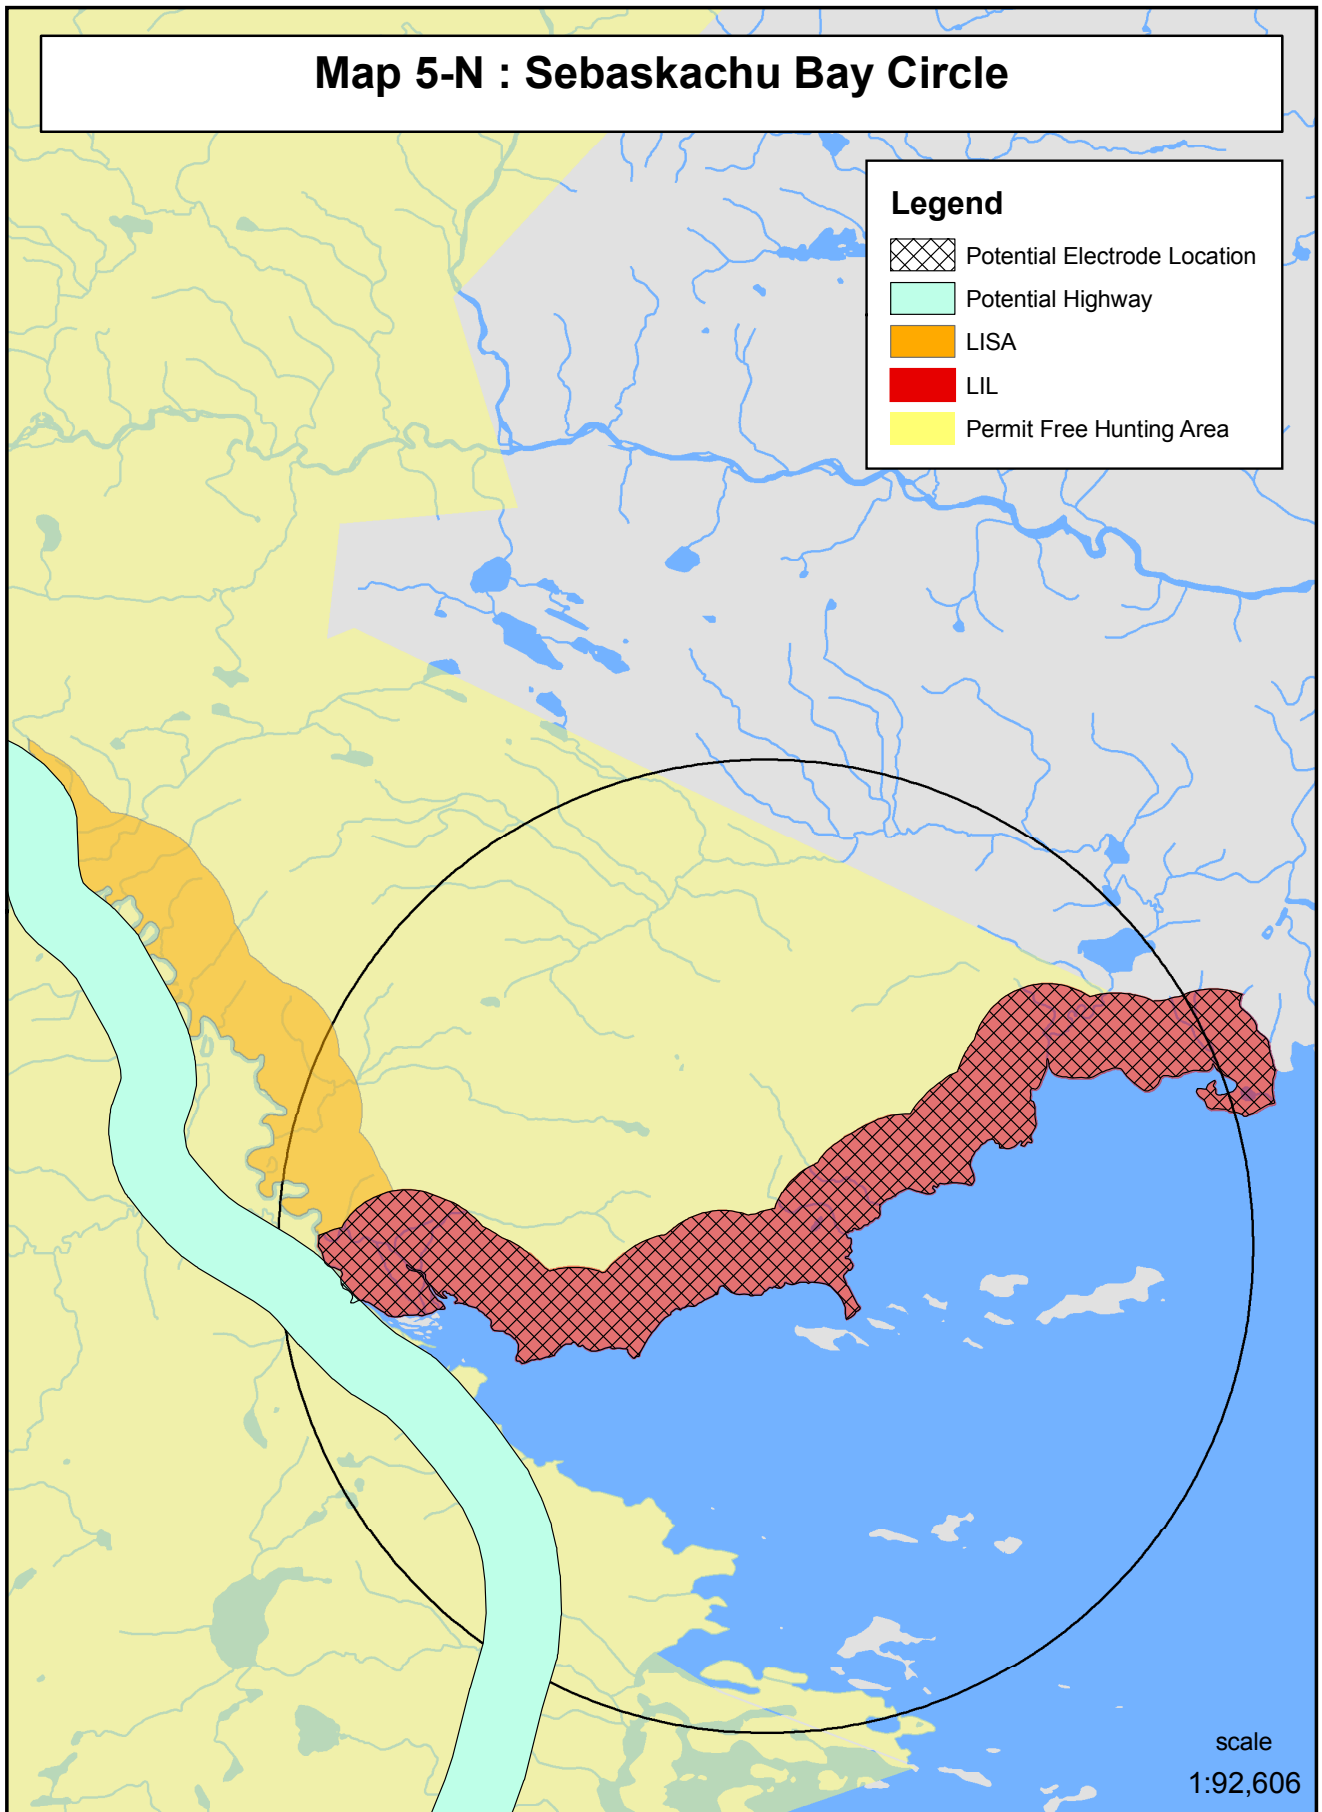 Map 5-N : Sebaskachu Bay Circle
Legend
Potential Electrode Location
Potential Highway
LISA
LIL
Permit Free Hunting Area
scale
1:92,606